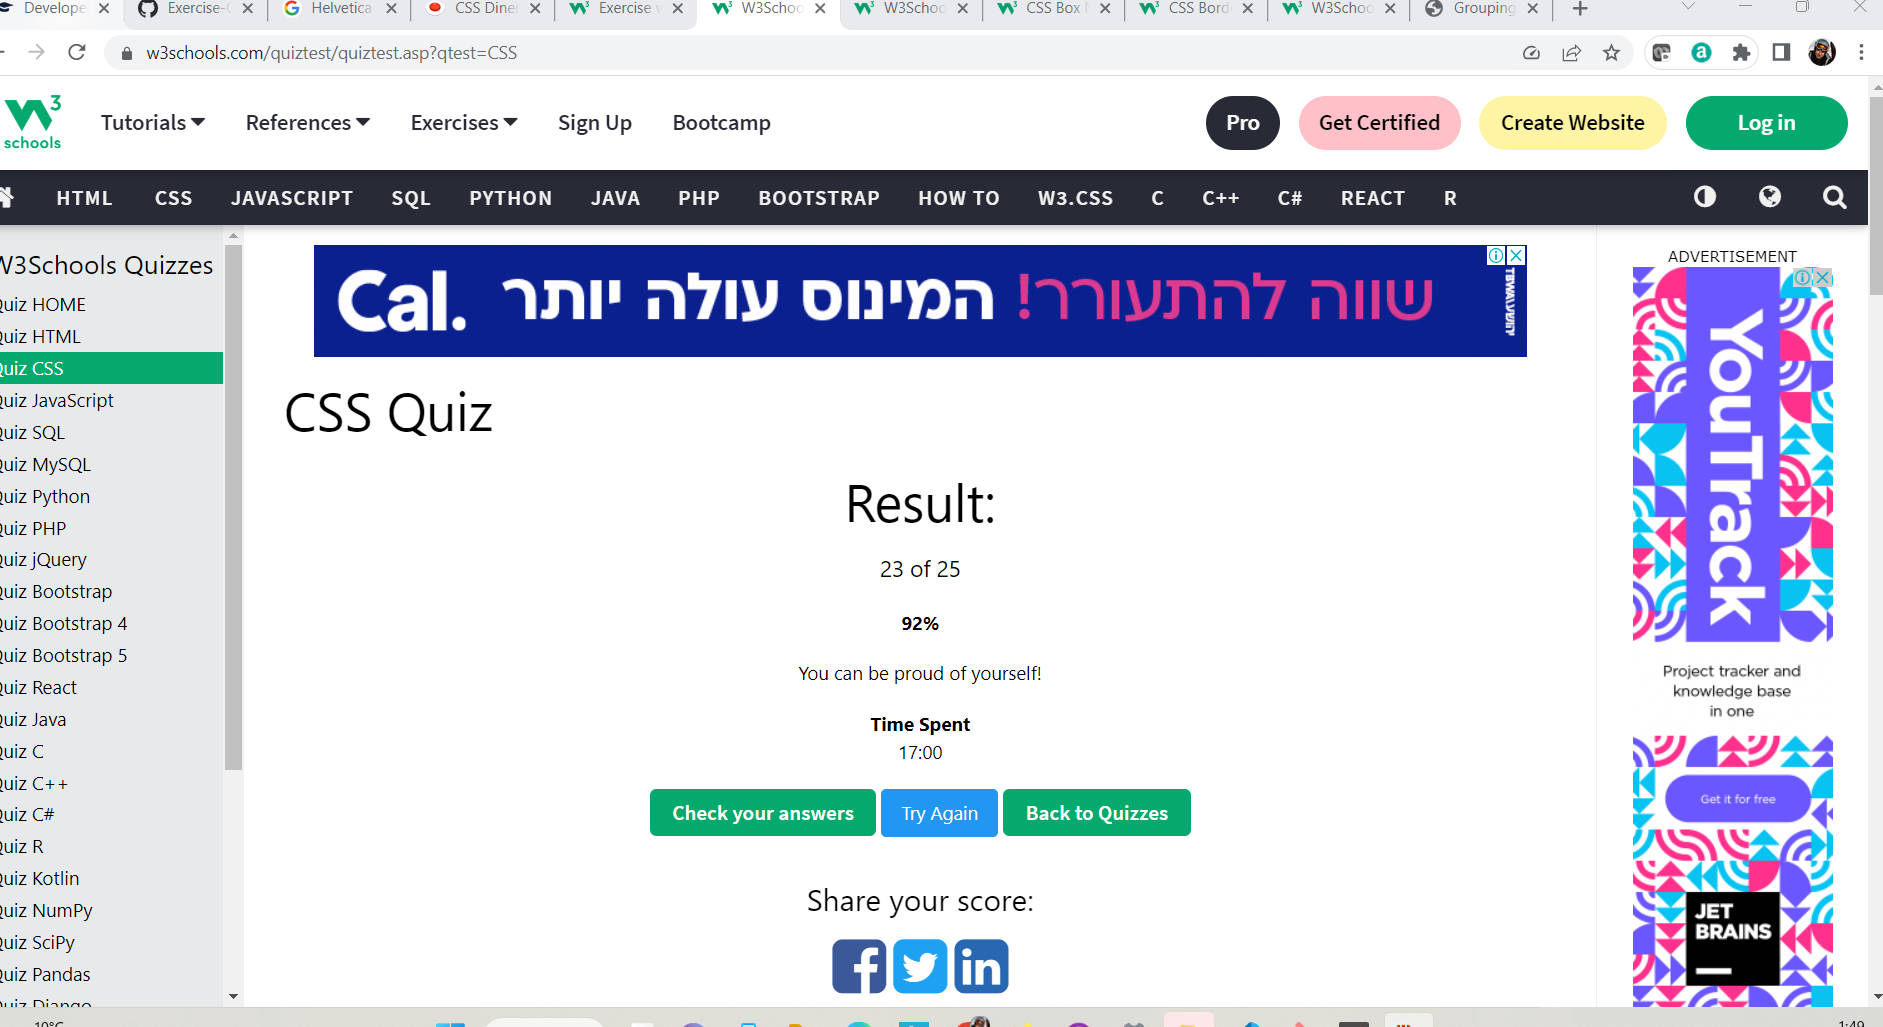 Develope
Exercise-
Helvetica
CSS Dine
Exercise v
W3Schoo
W3Schoo
CSS Box
CSS Bord
W3Schoo
Grouping
w3schools.com/quiztest/quiztest.asp?qtest=CSS
3
schools
Tutorials
References
Exercises
Sign Up
Bootcamp
Pro
Get Certified
Create Website
Log in
HTML
CSS
JAVASCRIPT
SQL
PYTHON
JAVA
PHP
BOOTSTRAP
HOW TO
W3.CSS
C
C++
C#
REACT
R
W3Schools Quizzes
Quiz HOME
Quiz HTML
Quiz CSS
Quiz JavaScript
Quiz SQL
Quiz MySQL
Quiz Python
Quiz PHP
Quiz jQuery
Quiz Bootstrap
Quiz Bootstrap 4
Quiz Bootstrap 5
Quiz React
Quiz Java
Quiz C
Quiz C++
Quiz C#
Quiz R
Quiz Kotlin
Quiz NumPy
Quiz SciPy
Quiz Pandas
Quiz Django
Cal.
שווה להתעורר! המינוס עולה יותר
CSS Quiz
Result:
23 of 25
92%
You can be proud of yourself!
Time Spent
17:00
Check your answers
Try Again
Back to Quizzes
Share your score:
ADVERTISEMENT
YouTrack
Project tracker and
knowledge base
in one
Get it for free
JET
BRAINS
10°C
1:49